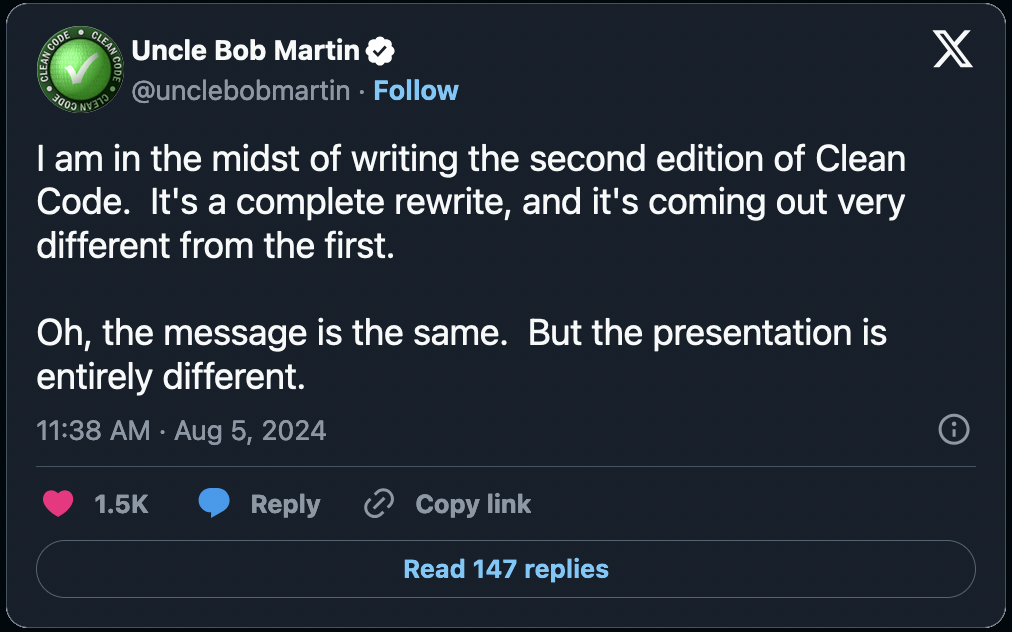 CLEAN CODE • CLEAN CODE • CLEAN CODE •
Uncle Bob Martin
@unclebobmartin · Follow
I am in the midst of writing the second edition of Clean
Code.  It's a complete rewrite, and it's coming out very
different from the first.
Oh, the message is the same.  But the presentation is
entirely different.
11:38 AM · Aug 5, 2024
1.5K Reply Copy link
Read 147 replies